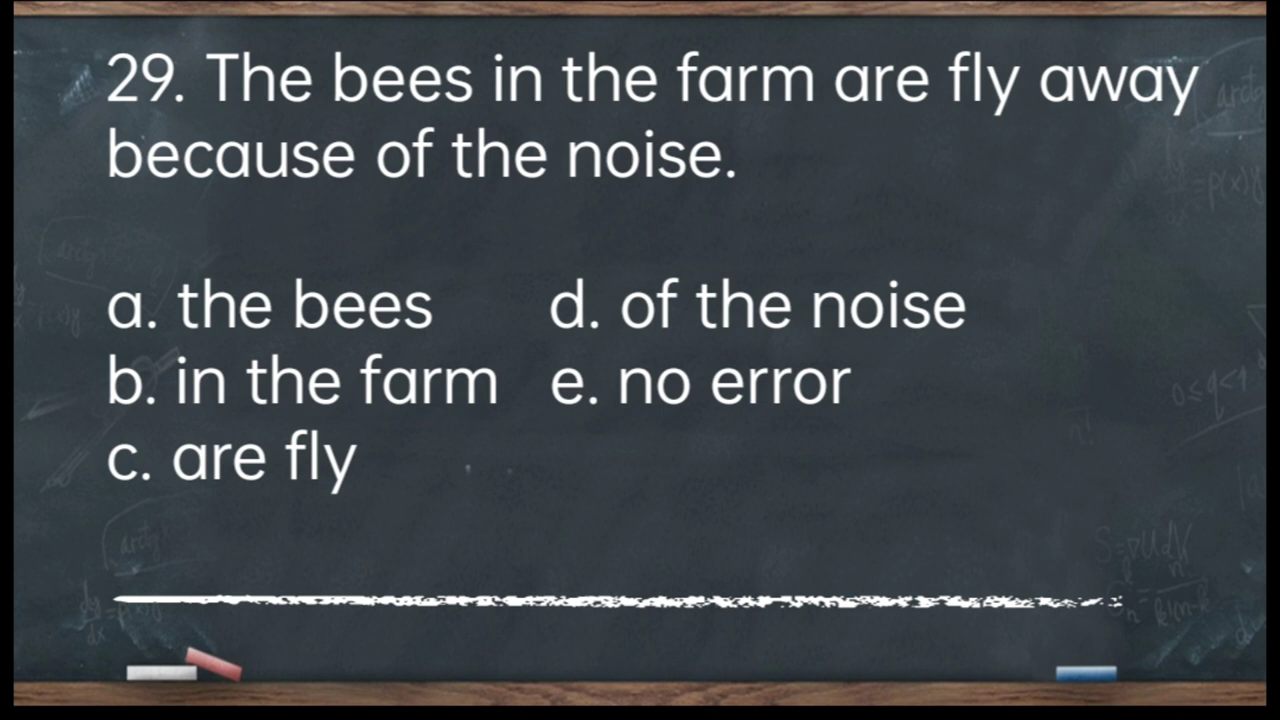 29. The bees in the farm are fly away
because of the noise.
a. the bees d. of the noise
b. in the farm e. no error
c. are fly